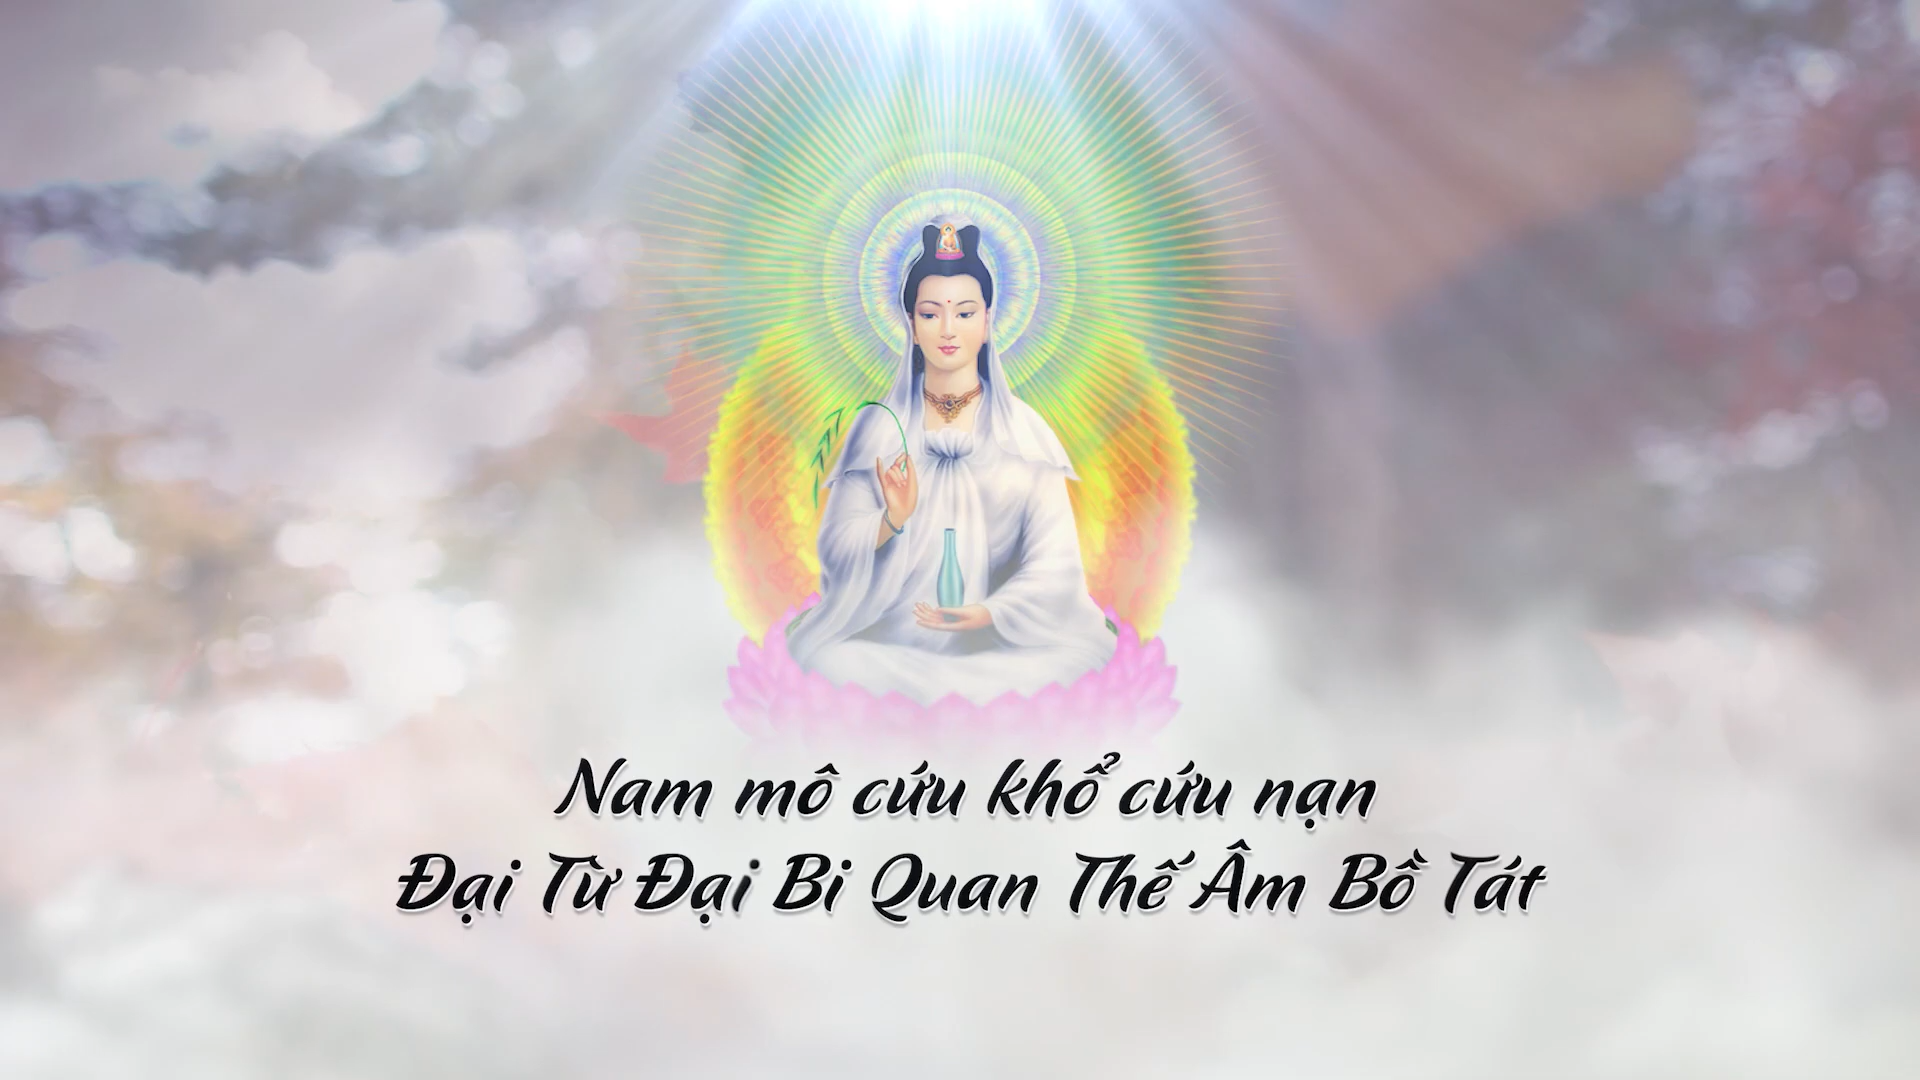 Nam mô cứu khổ cứu nạn
Đại Từ Đại Bi Quan Thế Âm Bồ Tát